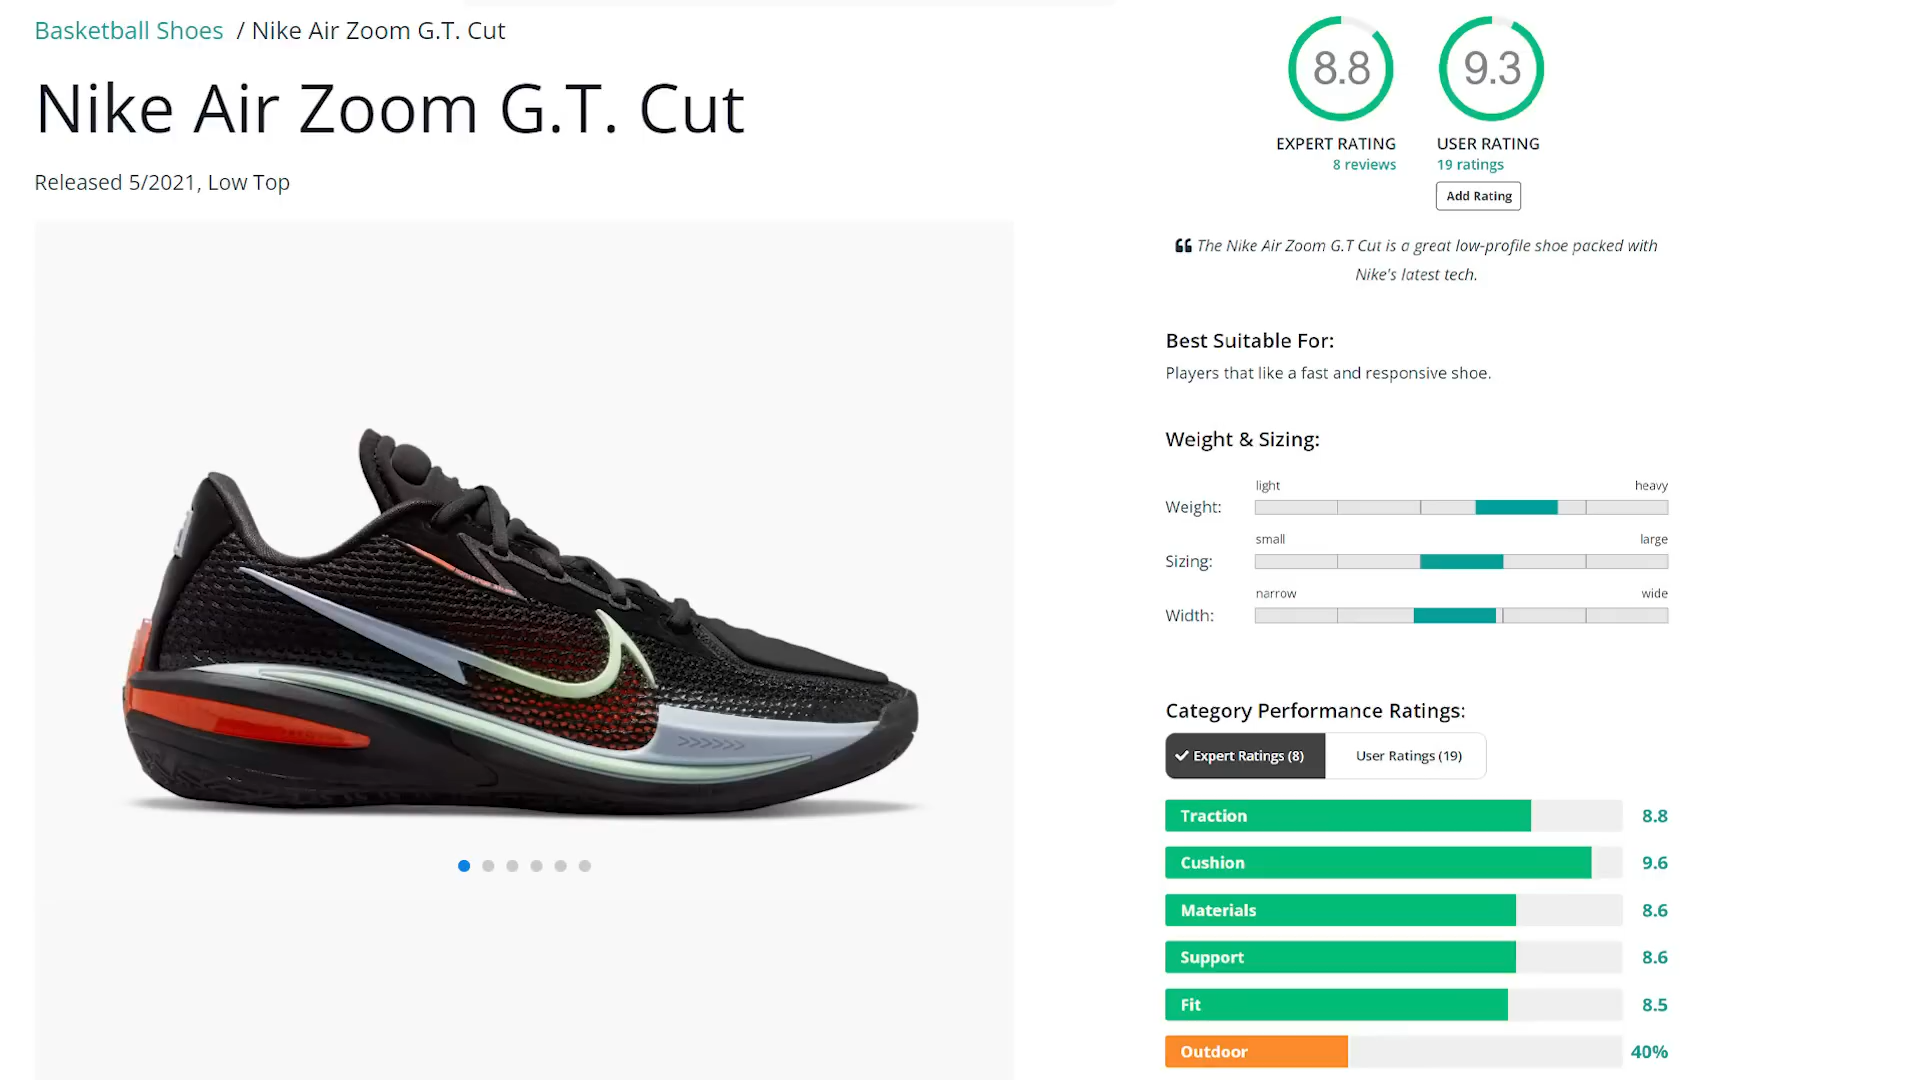 Basketball Shoes / Nike Air Zoom G.T. Cut
Nike Air Zoom G.T. Cut
Released 5/2021, Low Top
8.8
9.3
EXPERT RATING
USER RATING
8 reviews
19 ratings
Add Rating
The Nike Air Zoom G.T Cut is a great low-profile shoe packed with
Nike's latest tech.
Best Suitable For:
Players that like a fast and responsive shoe.
Weight & Sizing:
light heavy
Weight:
small large
Sizing:
narrow wide
Width:
Category Performance Ratings:
Expert Ratings (8) User Ratings (19)
Traction 8.8
Cushion 9.6
Materials 8.6
Support 8.6
Fit 8.5
Outdoor 40%